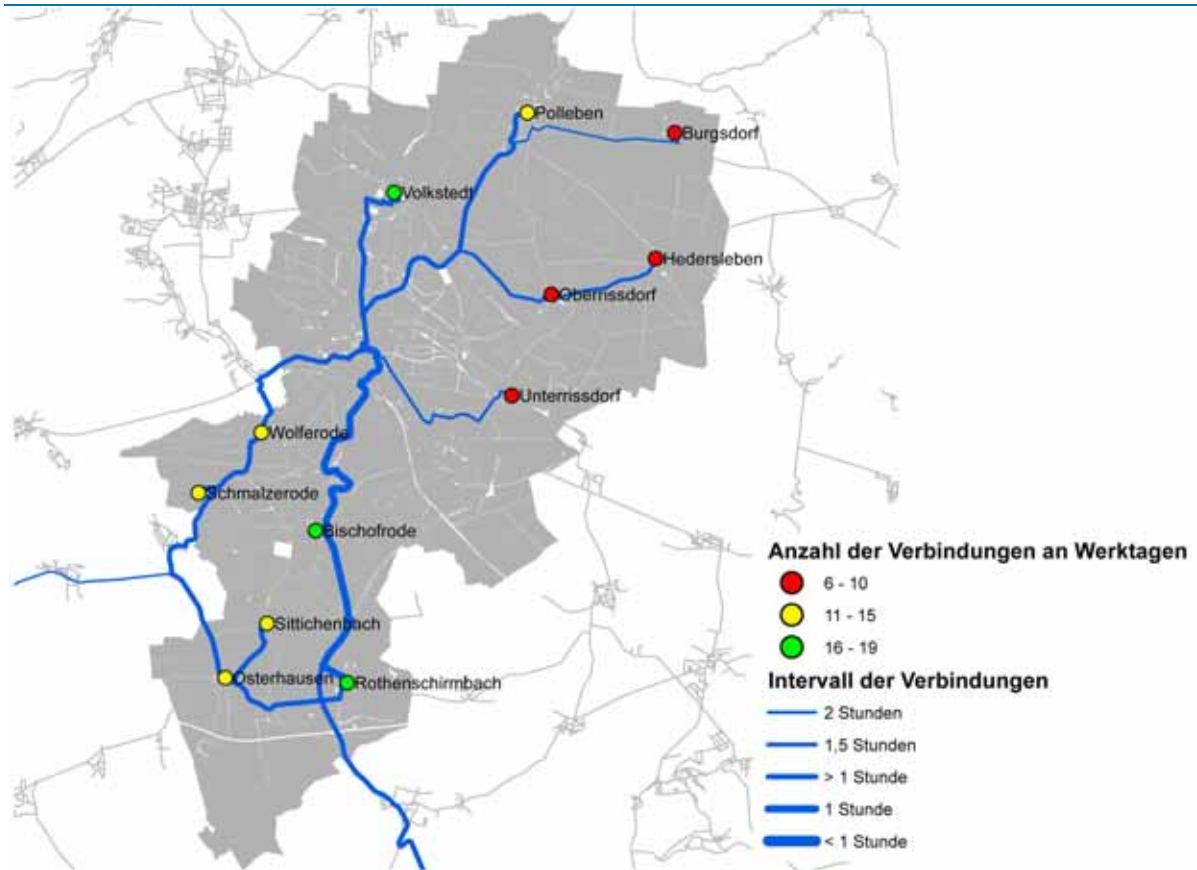 Polleben
Burgsdorf
Volkstedt
Hedersleben
Oberrissdorf
Unterrissdorf
Wolferode
Schmalzerode
Bischofrode
Sittichenbach
Osterhausen
Rothenschirmbach
Anzahl der Verbindungen an Werktagen
6 - 10
11 - 15
16 - 19
Intervall der Verbindungen
2 Stunden
1,5 Stunden
> 1 Stunde
1 Stunde
< 1 Stunde